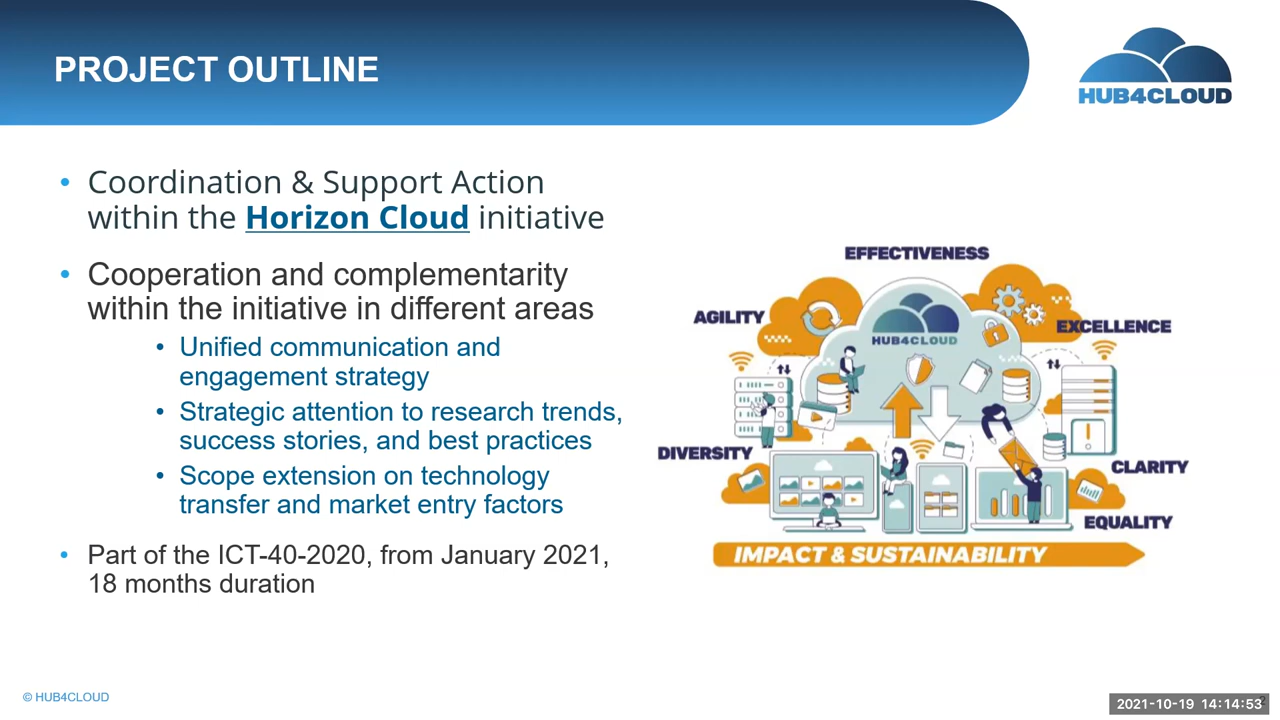 PROJECT OUTLINE
HUB4CLOUD
• Coordination & Support Action
within the Horizon Cloud initiative
• Cooperation and complementarity
within the initiative in different areas
• Unified communication and
engagement strategy
• Strategic attention to research trends,
success stories, and best practices
• Scope extension on technology
transfer and market entry factors
• Part of the ICT-40-2020, from January 2021,
18 months duration
EFFECTIVENESS
AGILITY
EXCELLENCE
HUB4CLOUD
DIVERSITY
CLARITY
EQUALITY
IMPACT & SUSTAINABILITY
© HUB4CLOUD
2021-10-19 14:14:53
2